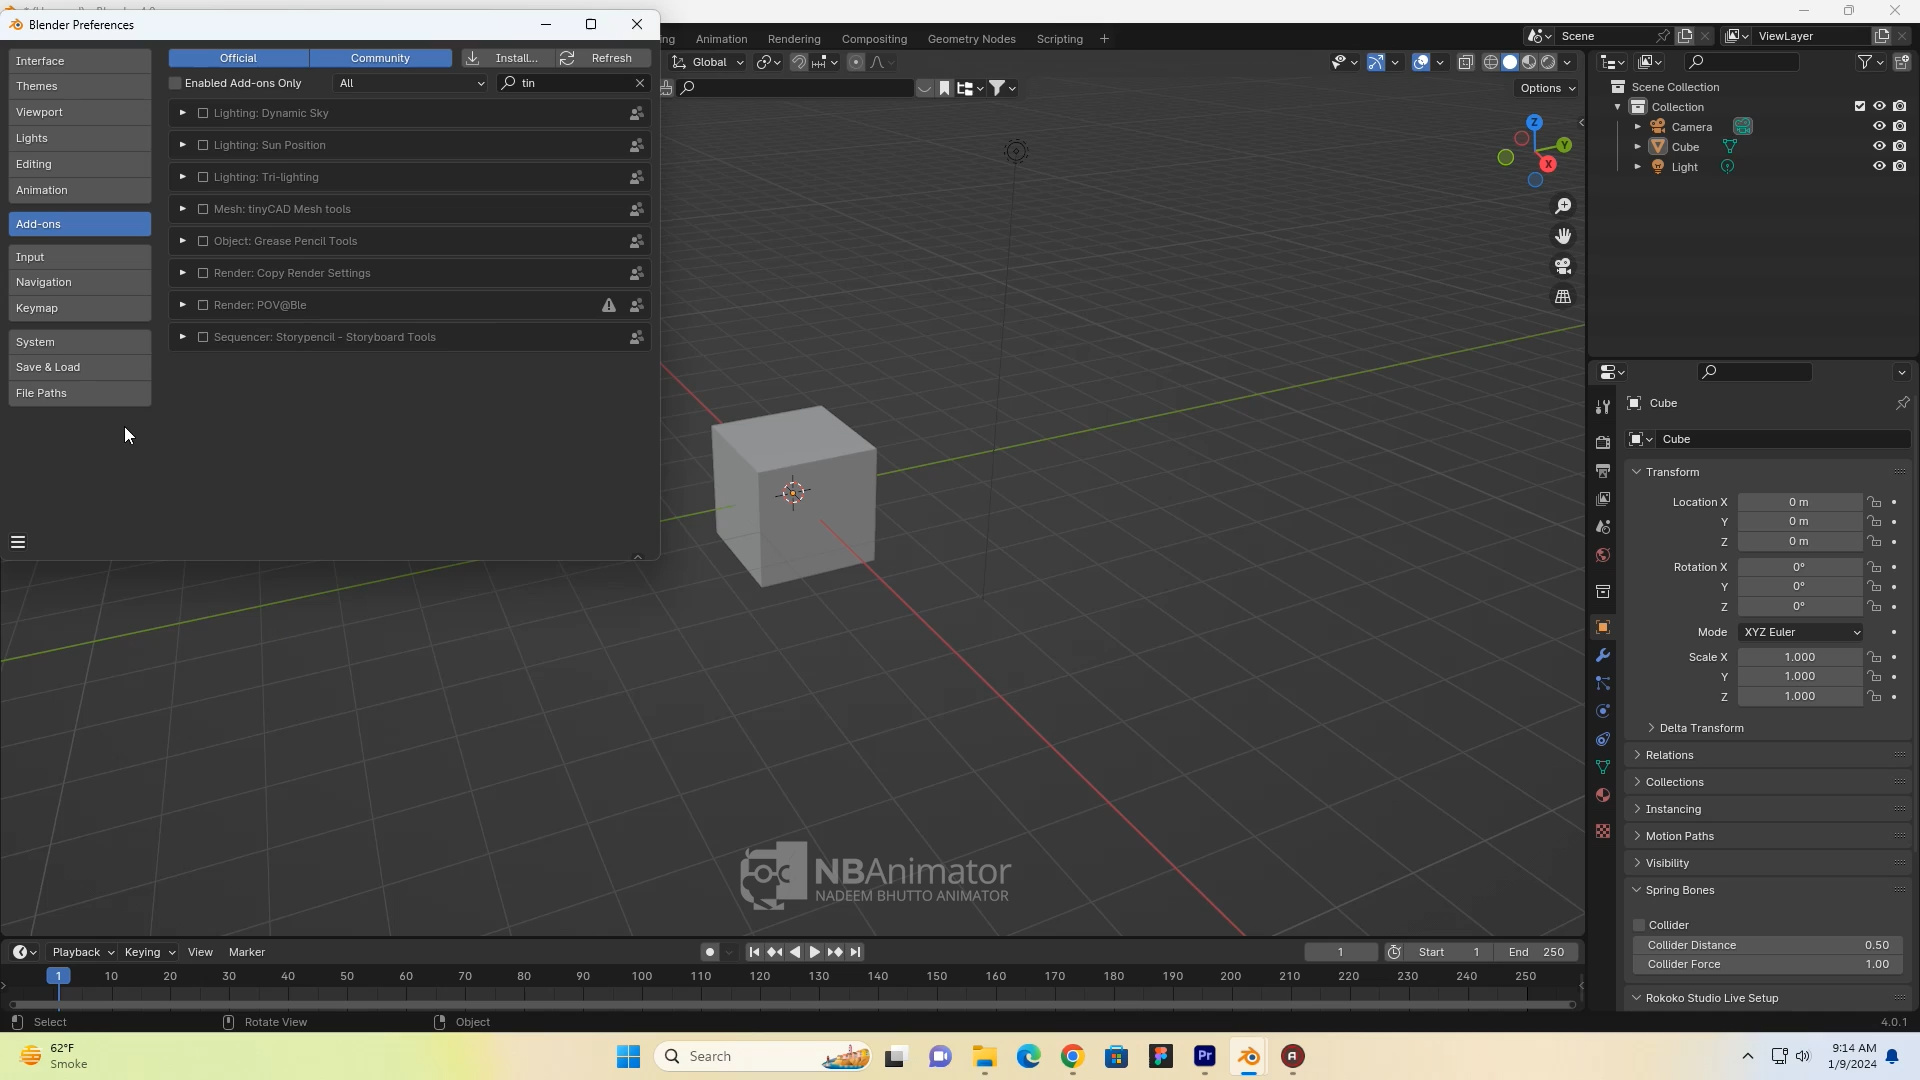 Blender Preferences
Interface
Themes
Viewport
Lights
Editing
Animation
Add-ons
Input
Navigation
Keymap
System
Save & Load
File Paths
Official Community Install... Refresh
Enabled Add-ons Only All tin
Lighting: Dynamic Sky
Lighting: Sun Position
Lighting: Tri-lighting
Mesh: tinyCAD Mesh tools
Object: Grease Pencil Tools
Render: Copy Render Settings
Render: POV@Ble
Sequencer: Storypencil - Storyboard Tools
Animation Rendering Compositing Geometry Nodes Scripting +
Scene ViewLayer
Global
Options
Z
Y
X
Scene Collection
Collection
Camera
Cube
Light
Cube
Cube
Transform
Location X 0 m
Y 0 m
Z 0 m
Rotation X 0°
Y 0°
Z 0°
Mode XYZ Euler
Scale X 1.000
Y 1.000
Z 1.000
Delta Transform
Relations
Collections
Instancing
Motion Paths
Visibility
Spring Bones
Collider
Collider Distance 0.50
Collider Force 1.00
Rokoko Studio Live Setup
NBAnimator
NADEEM BHUTTO ANIMATOR
Playback Keying View Marker 1 Start 1 End 250
1 10 20 30 40 50 60 70 80 90 100 110 120 130 140 150 160 170 180 190 200 210 220 230 240 250
Select Rotate View Object 4.0.1
62°F
Smoke
Search
Pr
9:14 AM
1/9/2024